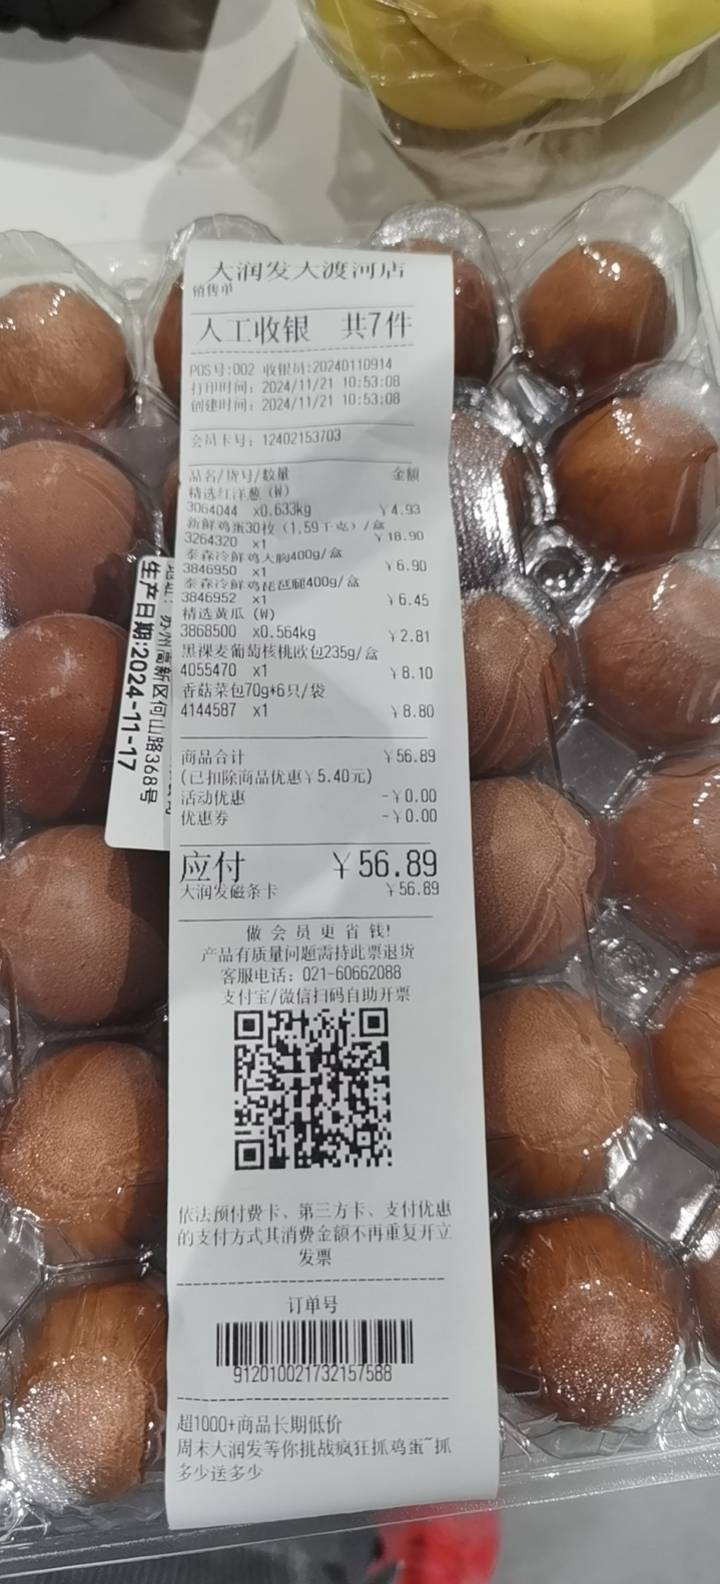 大润发大渡河店
销售单
人工收银 共7件
POS号:002 收银员:20240110914
打印时间: 2024/11/21 10:53:08
创建时间: 2024/11/21 10:53:08
会员卡号: 12402153703
品名/货号/数量 金额
精选红洋葱（W）
3064044 x0.633kg ￥4.93
新鲜鸡蛋30枚（1.59千克）/盒
3264320 x1 ￥18.90
泰森冷鲜鸡大胸400g/盒
3846950 x1 ￥6.90
泰森冷鲜鸡琵琶腿400g/盒
3846952 x1 ￥6.45
精选黄瓜（W）
3868500 x0.564kg ￥2.81
黑裸麦葡萄核桃欧包235g/盒
4055470 x1 ￥8.10
香菇菜包70g*6只/袋
4144587 x1 ￥8.80
商品合计 ￥56.89
(已扣除商品优惠￥5.40元)
活动优惠 -￥0.00
优惠券 -￥0.00
应付 ￥56.89
大润发磁条卡 ￥56.89
做会员更省钱!
产品有质量问题需持此票退货
客服电话: 021-60662088
支付宝/微信扫码自助开票
依法预付费卡、第三方卡、支付优惠
的支付方式其消费金额不再重复开立
发票
订单号
912010021732157588
超1000+商品长期低价
周末大润发等你挑战疯狂抓鸡蛋~抓
多少送多少
苏州高新区何山路368号
生产日期:2024-11-17